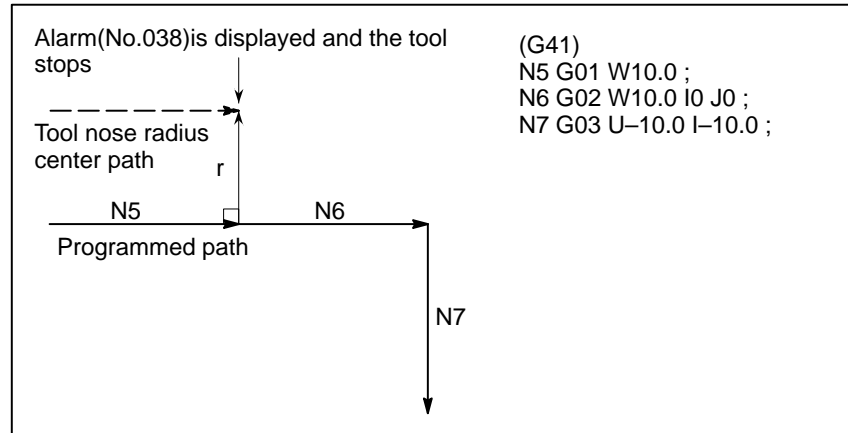 Alarm(No.038)is displayed and the tool
stops
(G41)
N5 G01 W10.0 ;
N6 G02 W10.0 I0 J0 ;
N7 G03 U–10.0 I–10.0 ;
Tool nose radius
center path
r
N5
N6
Programmed path
N7